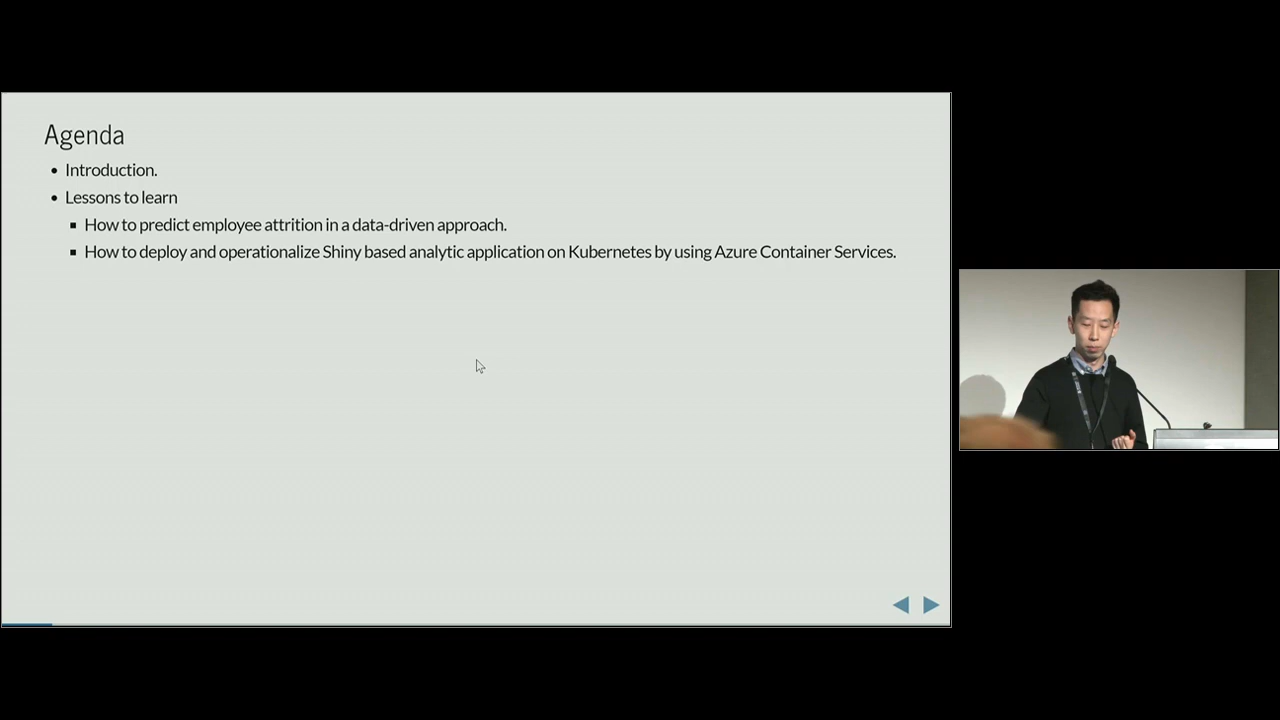 Agenda
Introduction.
Lessons to learn
How to predict employee attrition in a data-driven approach.
How to deploy and operationalize Shiny based analytic application on Kubernetes by using Azure Container Services.